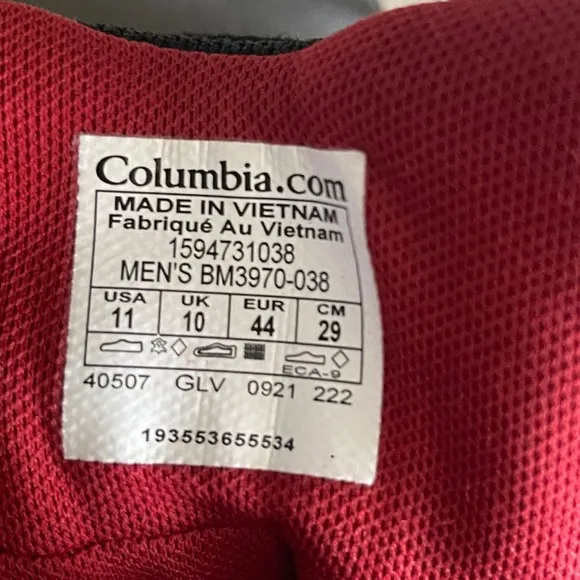 Columbia.com
MADE IN VIETNAM
Fabriqué Au Vietnam
1594731038
MEN'S BM3970-038
USA UK EUR CM
11 10 44 29
ECA-9
40507 GLV 0921 222
193553655534